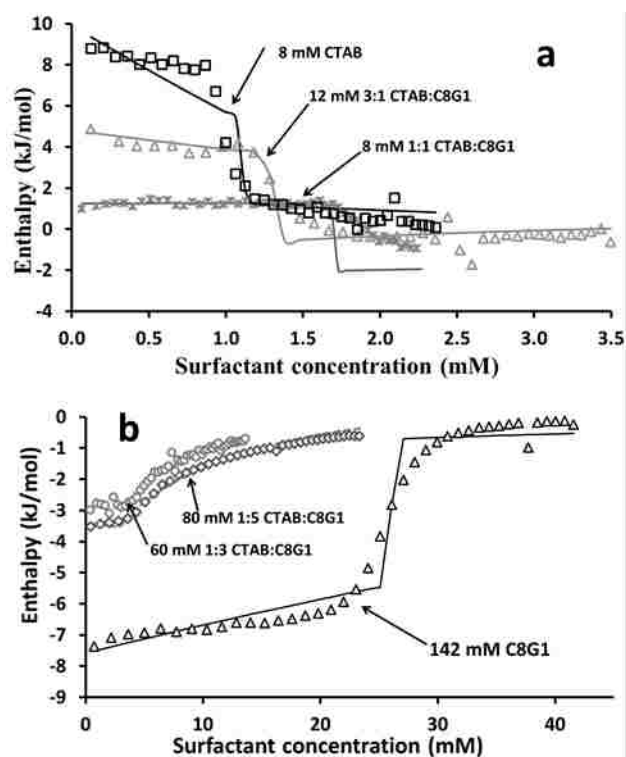 a
Enthalpy (kJ/mol)
10
8
6
4
2
0
-2
-4
8 mM CTAB
12 mM 3:1 CTAB:C8G1
8 mM 1:1 CTAB:C8G1
0.0 0.5 1.0 1.5 2.0 2.5 3.0 3.5
Surfactant concentration (mM)
b
Enthalpy (kJ/mol)
-0
-1
-2
-3
-4
-5
-6
-7
-8
-9
80 mM 1:5 CTAB:C8G1
60 mM 1:3 CTAB:C8G1
142 mM C8G1
0 10 20 30 40
Surfactant concentration (mM)